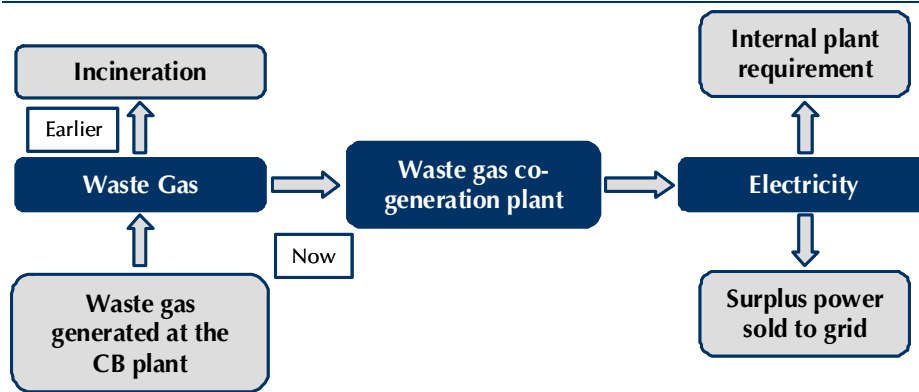 Incineration
Internal plant
requirement
Earlier
Waste Gas
Waste gas co-
generation plant
Electricity
Now
Waste gas
generated at the
CB plant
Surplus power
sold to grid